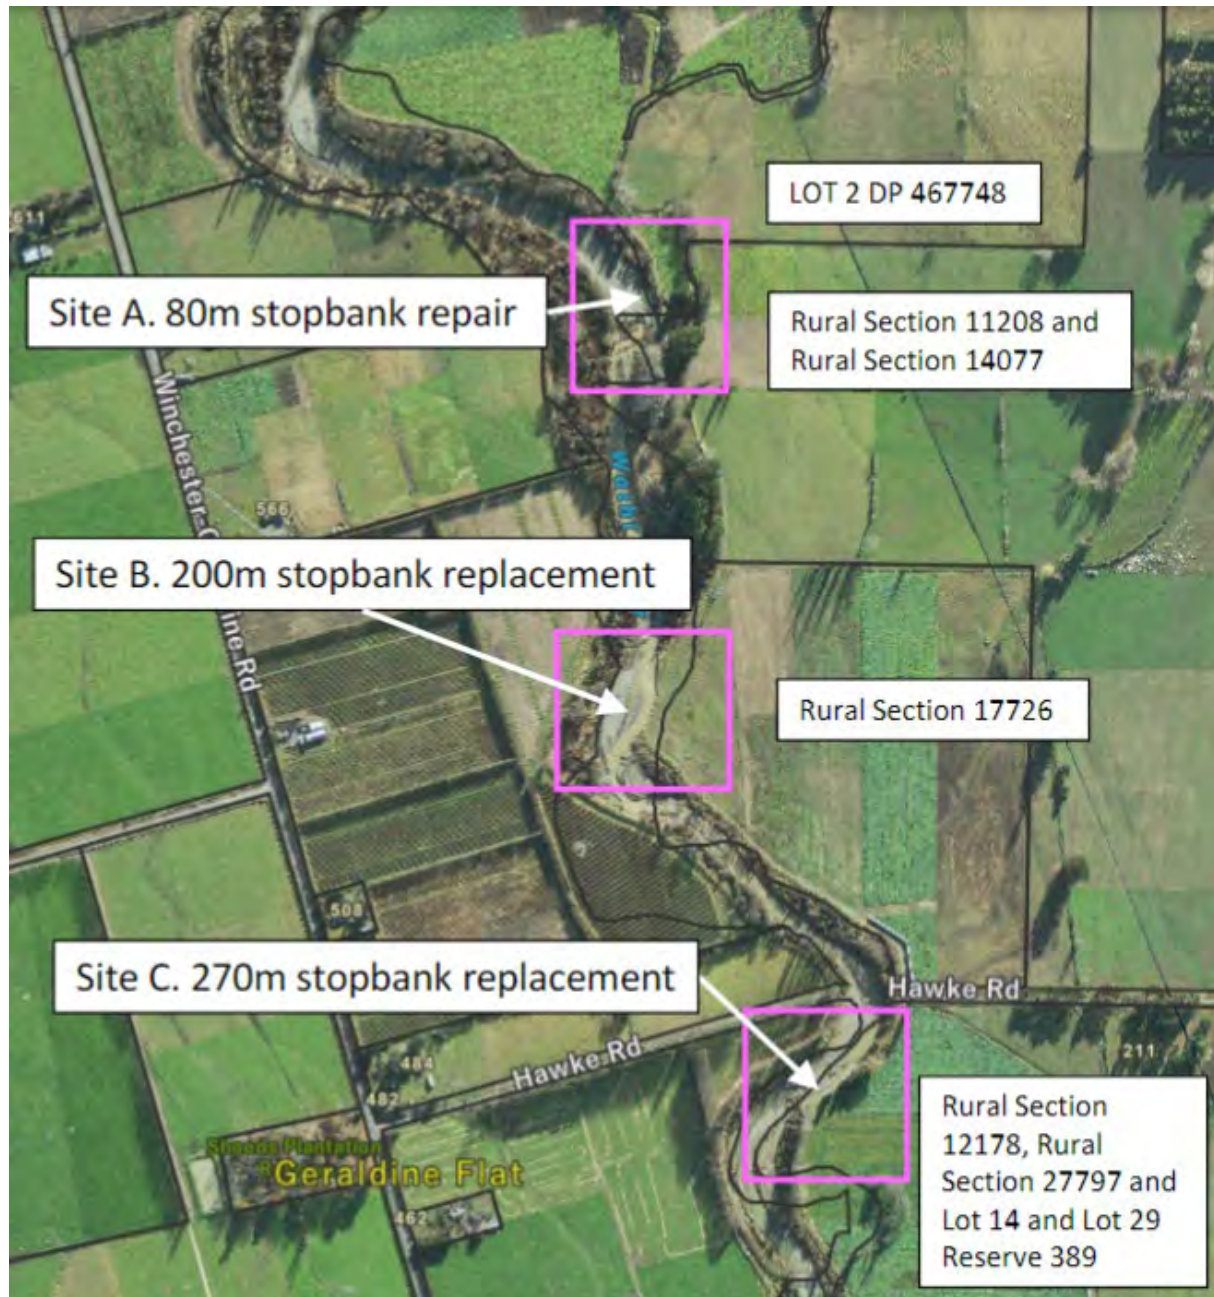 LOT 2 DP 467748
611
Site A. 80m stopbank repair
Rural Section 11208 and
Rural Section 14077
566
Site B. 200m stopbank replacement
Rd
Rural Section 17726
508
Site C. 270m stopbank replacement
Hawke Rd
Hawke Rd
211
484
482
Rural Section
12178, Rural
Section 27797 and
Lot 14 and Lot 29
Reserve 389
Plantation
Geraldine Flat
462